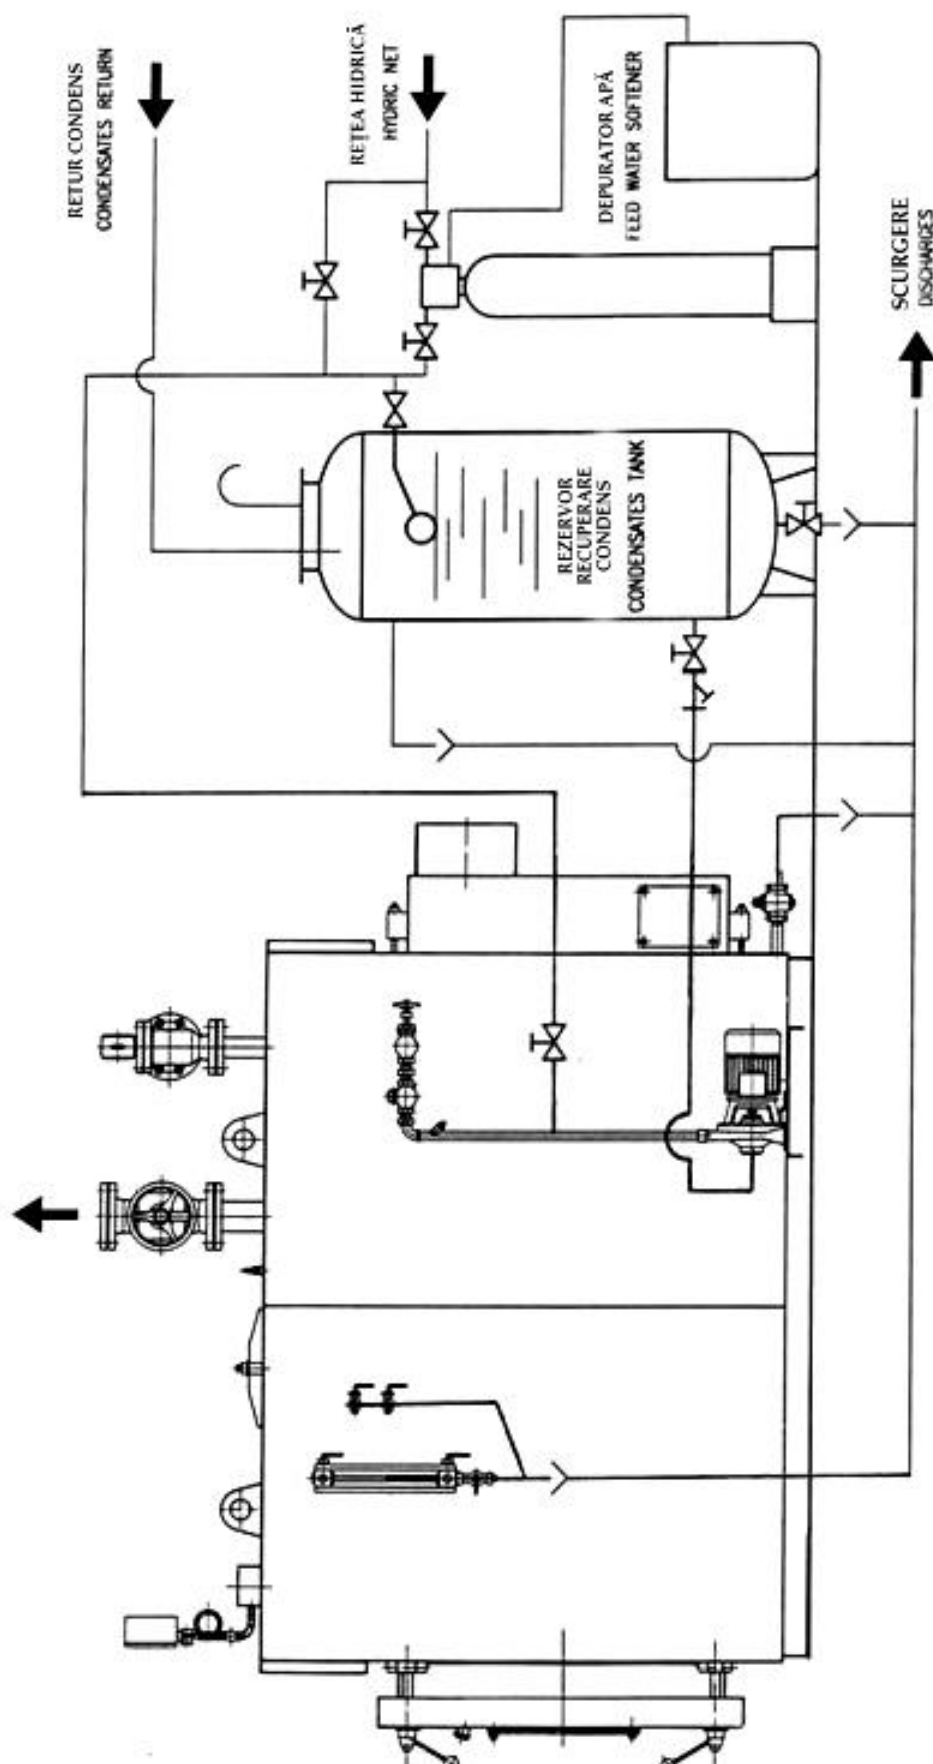 RETUR CONDENS
CONDENSATES RETURN
REȚEA HIDRICĂ
HYDRIC NET
DEPURATOR APĂ
FEED WATER SOFTENER
SCURGERE
DISCHARGES
REZERVOR
RECUPERARE
CONDENS
CONDENSATES TANK